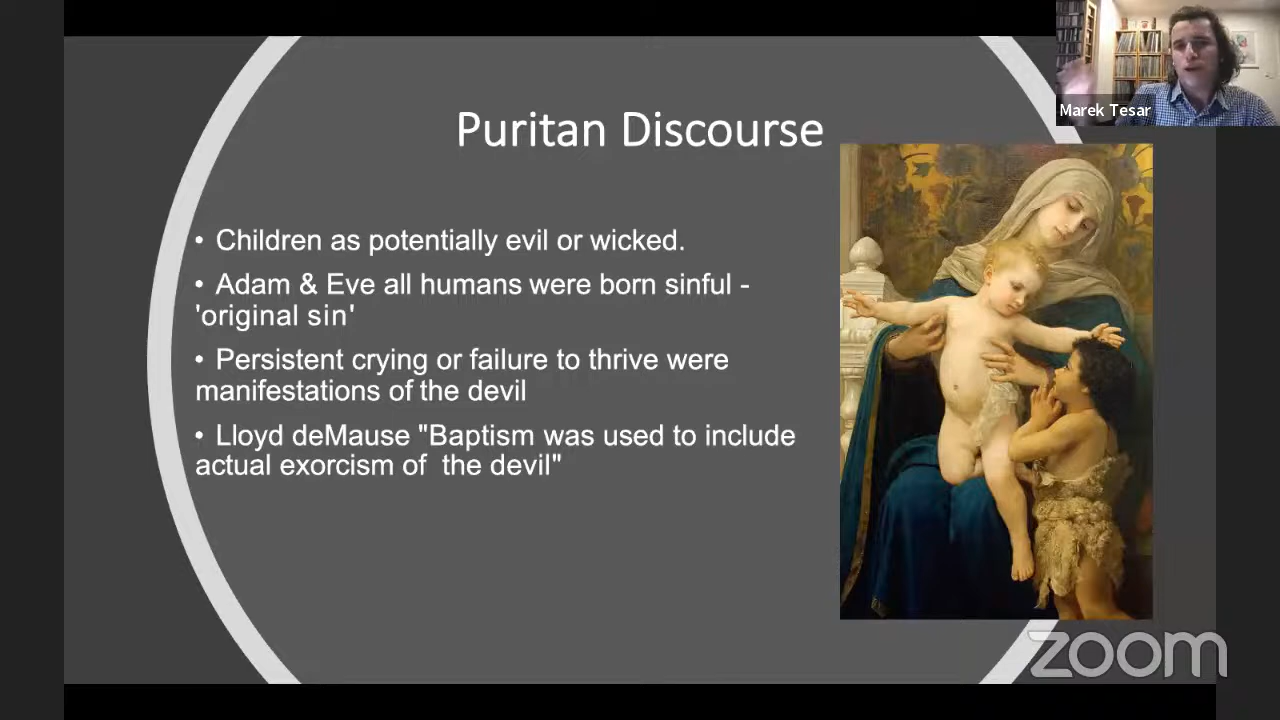 Marek Tesar
Puritan Discourse
• Children as potentially evil or wicked.
• Adam & Eve all humans were born sinful -
'original sin'
• Persistent crying or failure to thrive were
manifestations of the devil
• Lloyd deMause "Baptism was used to include
actual exorcism of  the devil"
zoom